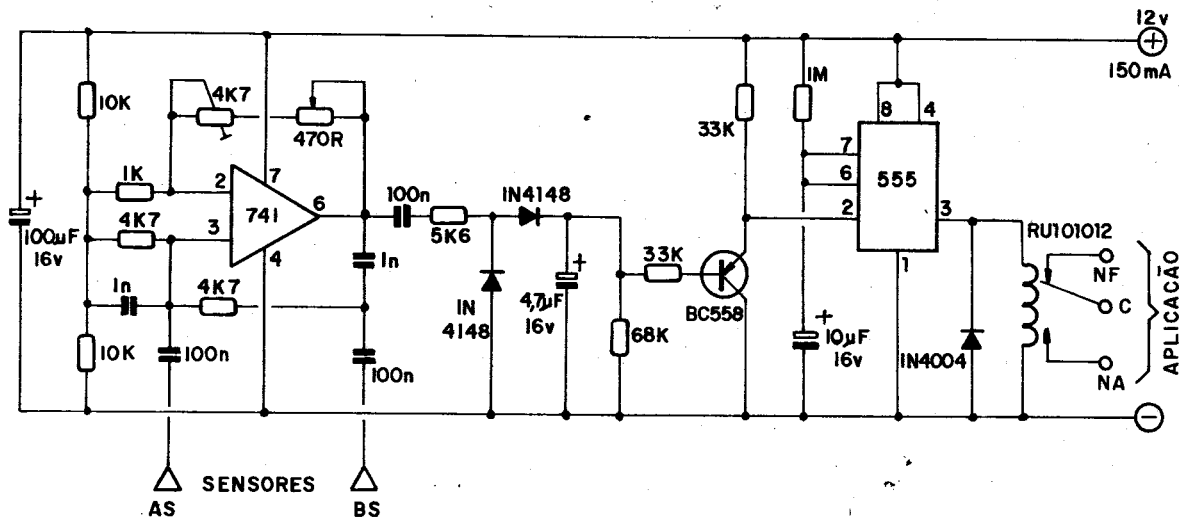 12v
+
150mA
10K
4K7
470R
1K
2
7
741
6
4K7
3
4
+
100µF
16v
1n
4K7
10K
100n
1n
100n
100n
5K6
1N4148
1N
4148
+
4,7µF
16v
33K
68K
BC558
33K
1M
8
4
7
6
555
2
3
1
+
10µF
16v
1N4004
RU101012
NF
C
NA
APLICAÇÃO
−
SENSORES
AS
BS